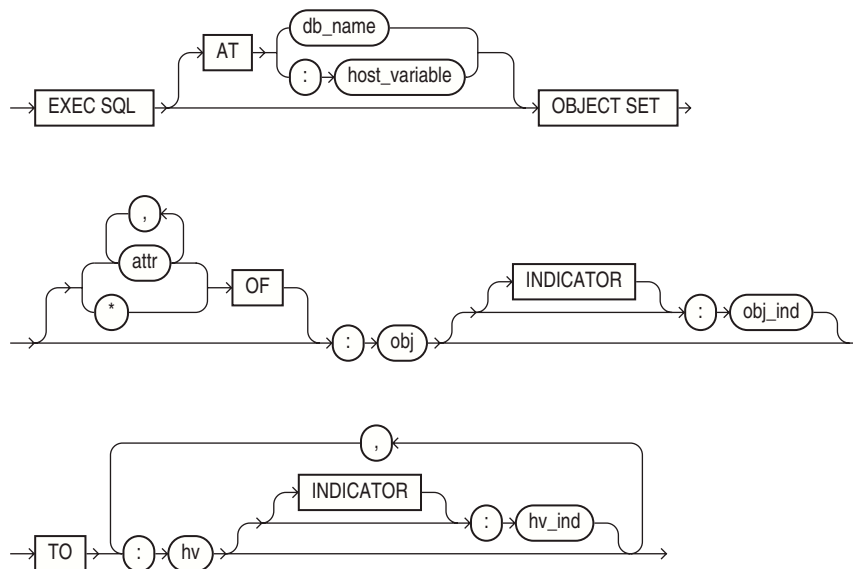 AT db_name
: host_variable
EXEC SQL OBJECT SET
,
attr
* OF
INDICATOR
: obj : obj_ind
,
INDICATOR
TO : hv : hv_ind